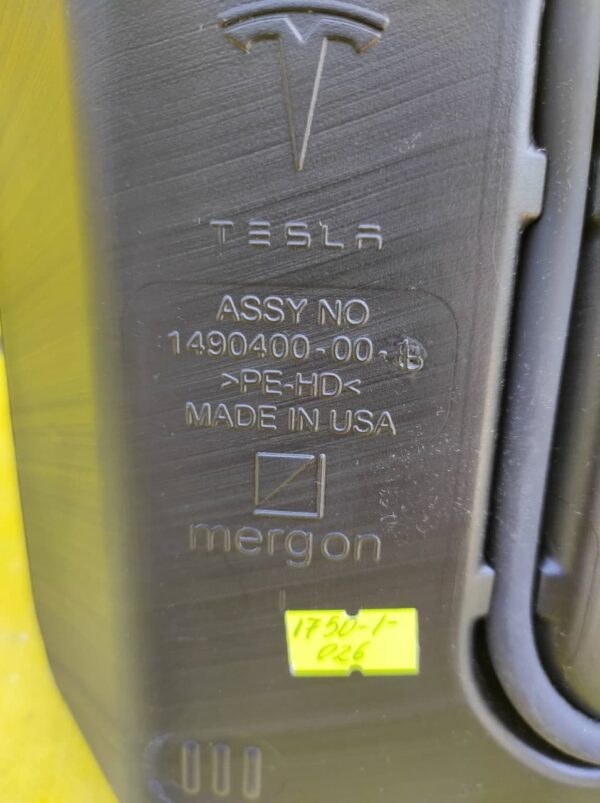 TESLA
ASSY NO
1490400-00-B
>PE-HD<
MADE IN USA
mergon
1750-1-
026